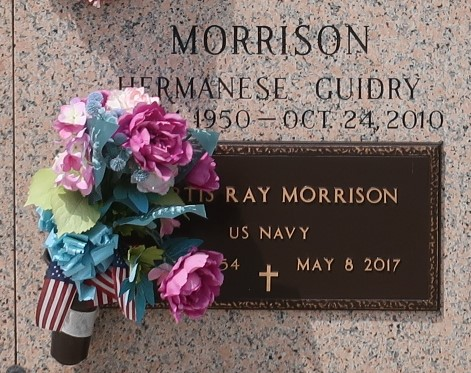 MORRISON
HERMANESE GUIDRY
1950 – OCT. 24, 2010
RAY MORRISON
US NAVY
MAY 8 2017